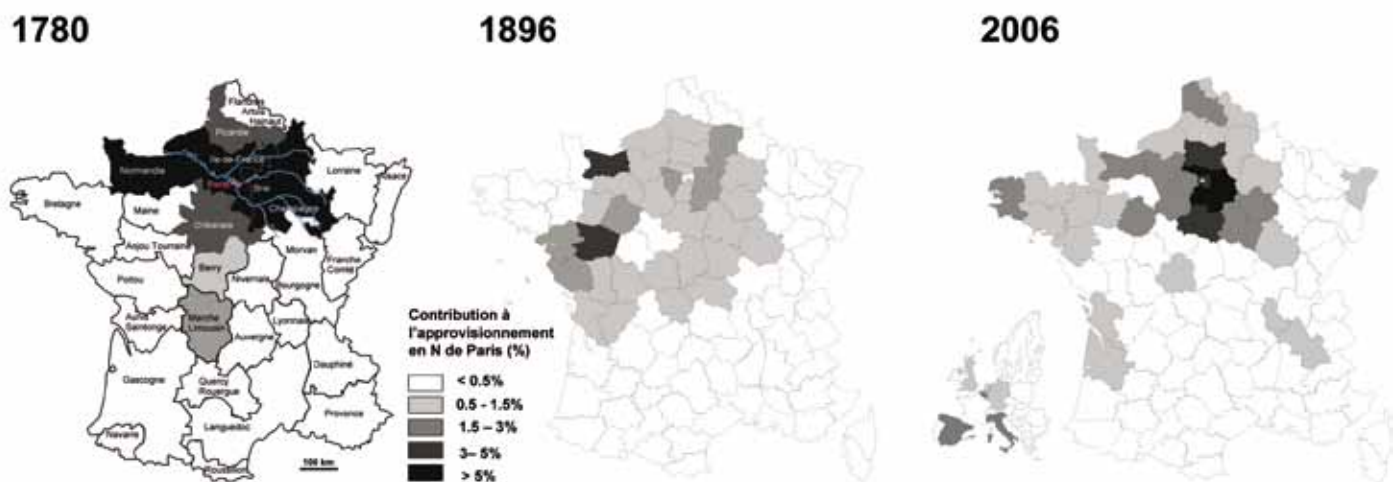 1780
1896
2006
Flandres
Artois
Hainaut
Picardie
Normandie
Ile-de-France
Paris
Brie
Champagne
Lorraine
Alsace
Bretagne
Maine
Orléanais
Anjou Touraine
Berry
Morvan
Nivernais
Bourgogne
Franche
Comté
Poitou
Aunis
Saintonge
Marche
Limousin
Lyonnais
Auvergne
Dauphiné
Gascogne
Quercy
Rouergue
Provence
Languedoc
Navarre
Roussillon
100 km
Contribution à
l'approvisionnement
en N de Paris (%)
< 0.5%
0.5 - 1.5%
1.5 – 3%
3– 5%
> 5%